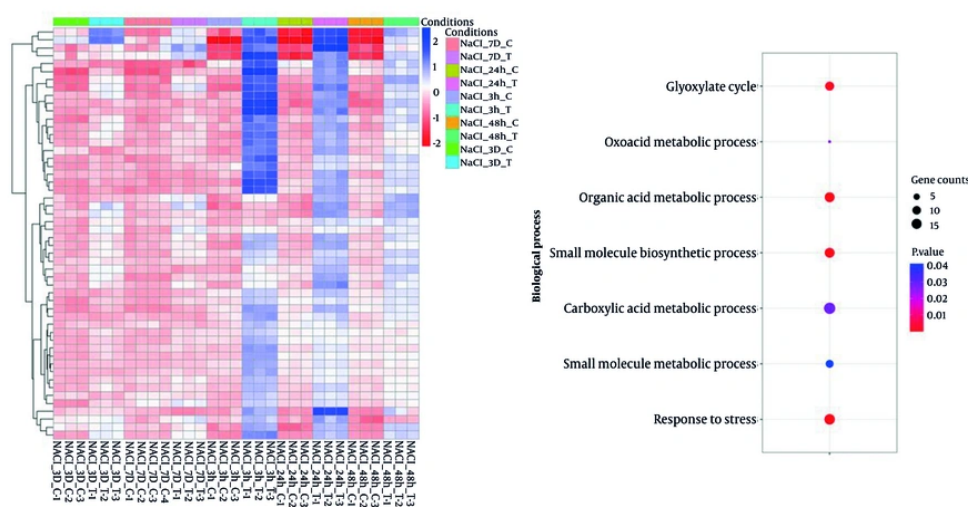 Conditions
2
1
0
-1
-2
Conditions
NaCl_7D_C
NaCl_7D_T
NaCl_24h_C
NaCl_24h_T
NaCl_3h_C
NaCl_3h_T
NaCl_48h_C
NaCl_48h_T
NaCl_3D_C
NaCl_3D_T
NACl_3D_C-1
NACl_3D_C-2
NACl_3D_C-3
NACl_3D_T-1
NACl_3D_T-2
NACl_3D_T-3
NACl_7D_C-1
NACl_7D_C-2
NACl_7D_C-3
NACl_7D_C-4
NACl_7D_T-1
NACl_7D_T-2
NACl_7D_T-3
NACl_3h_C-1
NACl_3h_C-2
NACl_3h_C-3
NACl_3h_T-1
NACl_3h_T-2
NACl_3h_T-3
NACl_24h_C-1
NACl_24h_C-2
NACl_24h_C-3
NACl_24h_T-1
NACl_24h_T-2
NACl_24h_T-3
NACl_48h_C-1
NACl_48h_C-2
NACl_48h_C-3
NACl_48h_T-1
NACl_48h_T-2
NACl_48h_T-3
Biological process
Glyoxylate cycle
Oxoacid metabolic process
Organic acid metabolic process
Small molecule biosynthetic process
Carboxylic acid metabolic process
Small molecule metabolic process
Response to stress
Gene counts
5
10
15
P.value
0.04
0.03
0.02
0.01